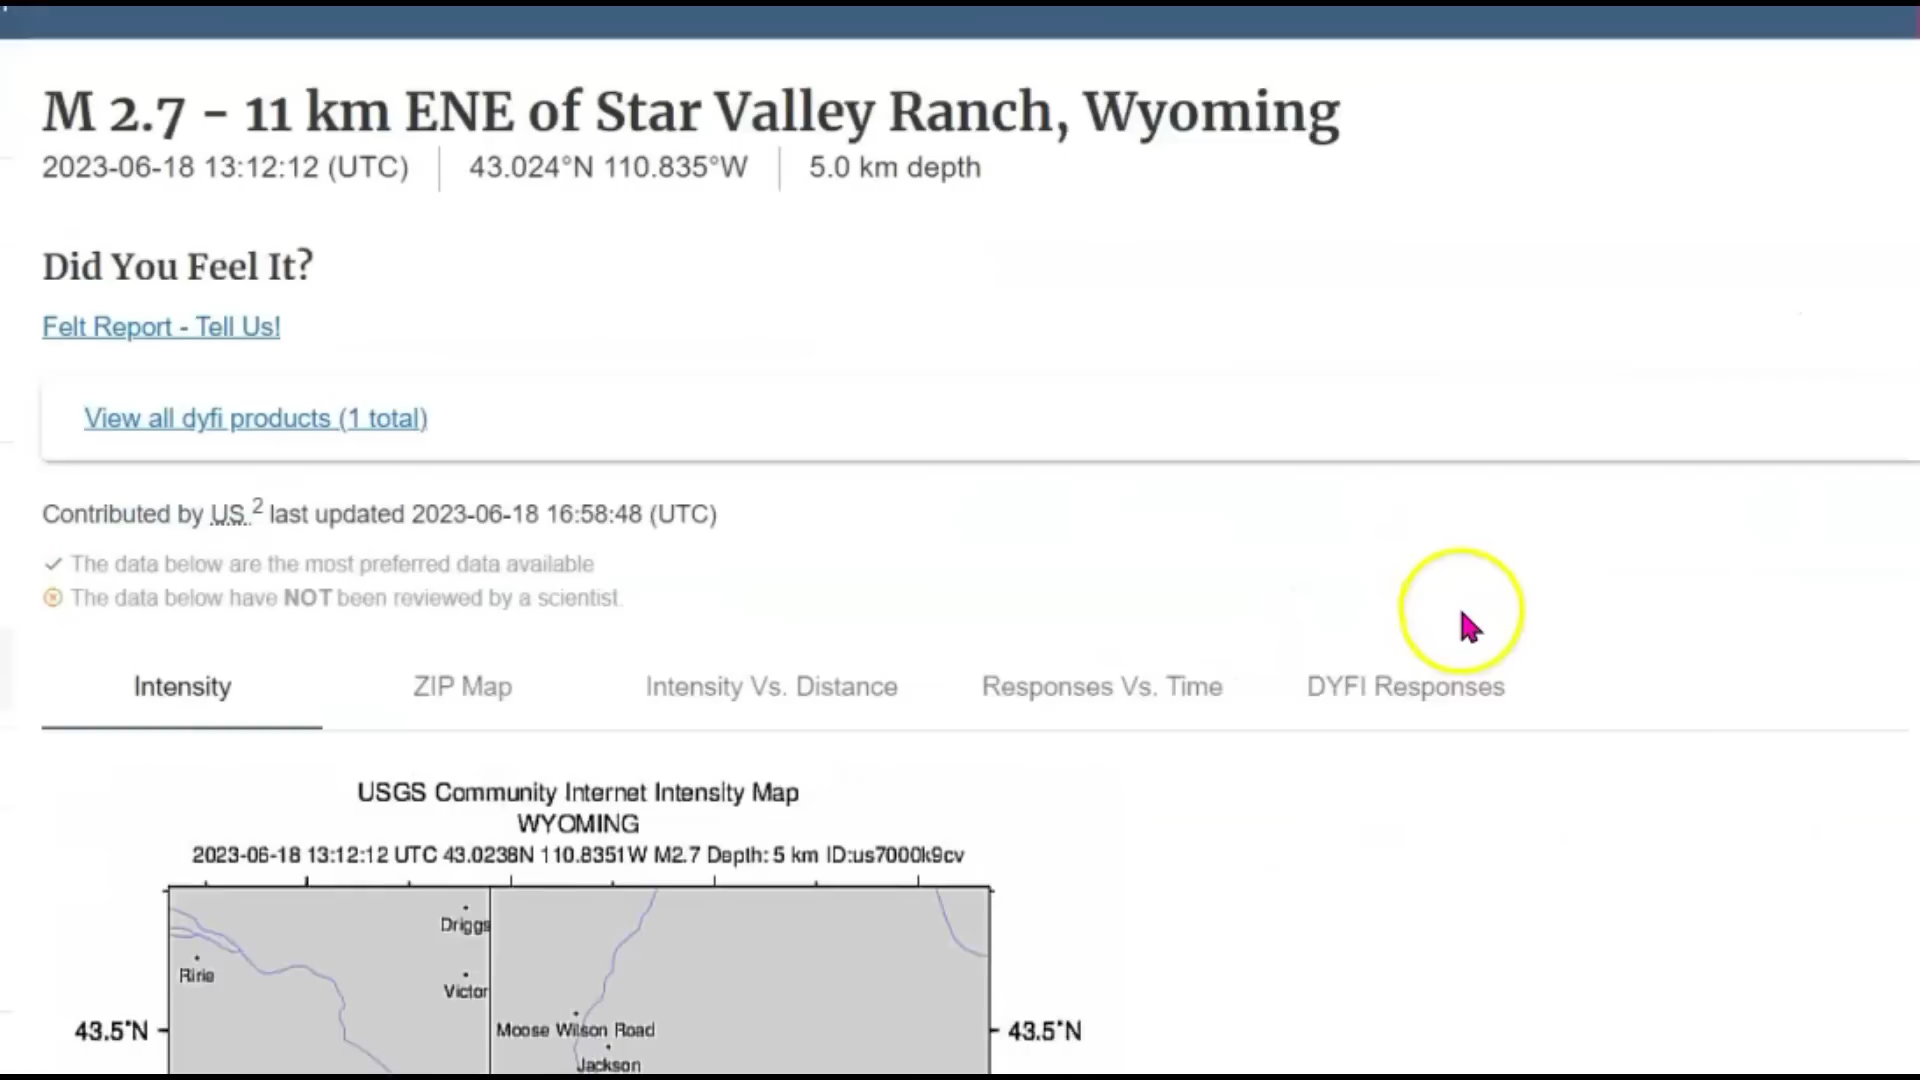 M 2.7 - 11 km ENE of Star Valley Ranch, Wyoming
2023-06-18 13:12:12 (UTC) 43.024°N 110.835°W 5.0 km depth
Did You Feel It?
Felt Report - Tell Us!
View all dyfi products (1 total)
Contributed by US 2 last updated 2023-06-18 16:58:48 (UTC)
The data below are the most preferred data available
The data below have NOT been reviewed by a scientist.
Intensity ZIP Map Intensity Vs. Distance Responses Vs. Time DYFI Responses
USGS Community Internet Intensity Map
WYOMING
2023-06-18 13:12:12 UTC 43.0238N 110.8351W M2.7 Depth: 5 km ID:us7000k9cv
Driggs
Ririe
Victor
43.5°N Moose Wilson Road 43.5°N
Jackson